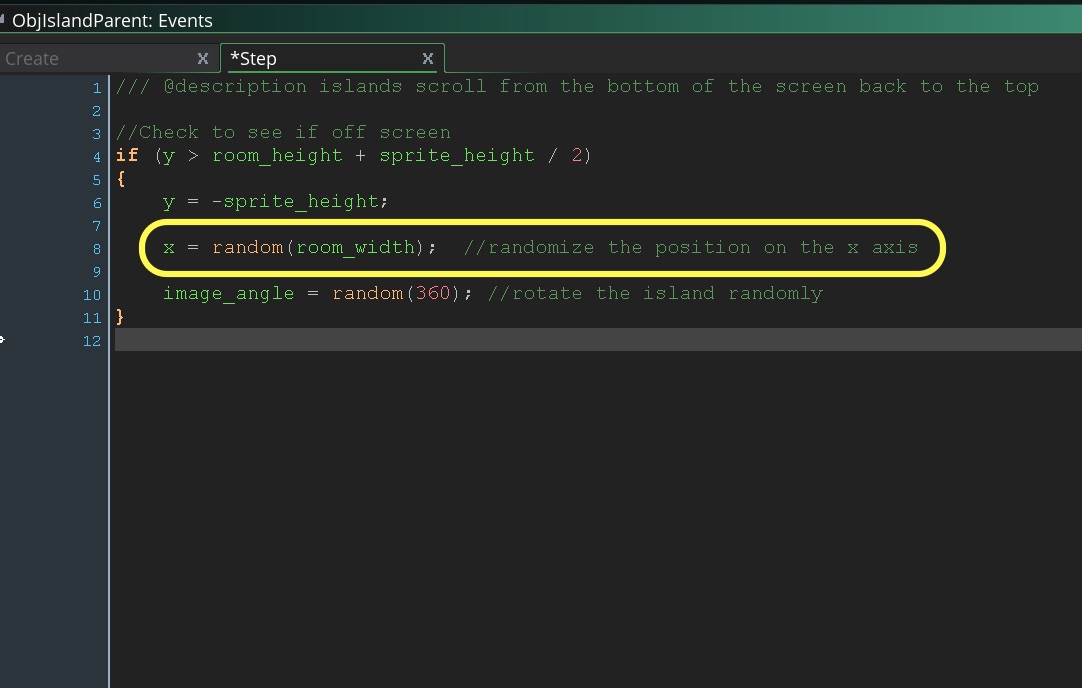 ObjIslandParent: Events
Create X *Step X
1 /// @description islands scroll from the bottom of the screen back to the top
2
3 //Check to see if off screen
4 if (y > room_height + sprite_height / 2)
5 {
6 y = -sprite_height;
7
8 x = random(room_width); //randomize the position on the x axis
9
10 image_angle = random(360); //rotate the island randomly
11 }
12